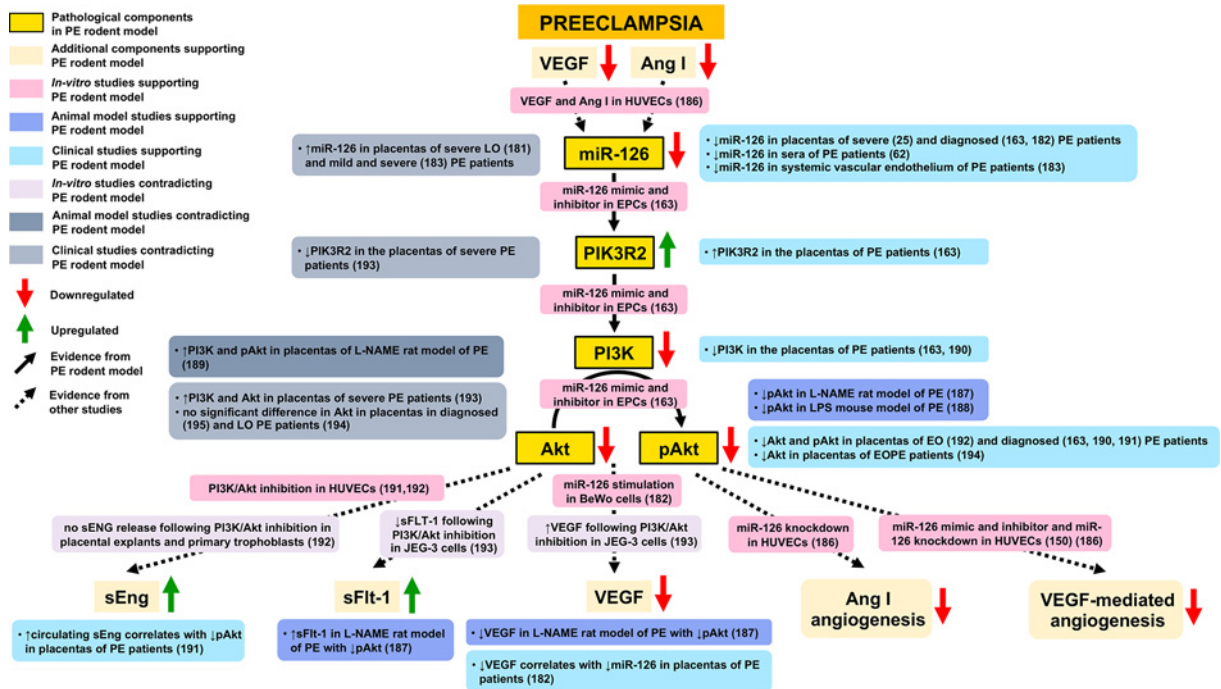 Pathological components
in PE rodent model
Additional components supporting
PE rodent model
In-vitro studies supporting
PE rodent model
Animal model studies supporting
PE rodent model
Clinical studies supporting
PE rodent model
In-vitro studies contradicting
PE rodent model
Animal model studies contradicting
PE rodent model
Clinical studies contradicting
PE rodent model
Downregulated
Upregulated
Evidence from
PE rodent model
Evidence from
other studies
PREECLAMPSIA
VEGF
Ang I
VEGF and Ang I in HUVECs (186)
• ↑miR-126 in placentas of severe LO (181)
and mild and severe (183) PE patients
miR-126
• ↓miR-126 in placentas of severe (25) and diagnosed (163, 182) PE patients
• ↓miR-126 in sera of PE patients (62)
• ↓miR-126 in systemic vascular endothelium of PE patients (183)
miR-126 mimic and
inhibitor in EPCs (163)
• ↓PIK3R2 in the placentas of severe PE
patients (193)
PIK3R2
• ↑PIK3R2 in the placentas of PE patients (163)
miR-126 mimic and
inhibitor in EPCs (163)
• ↑PI3K and pAkt in placentas of L-NAME rat model of PE
(189)
PI3K
• ↓PI3K in the placentas of PE patients (163, 190)
• ↑PI3K and Akt in placentas of severe PE patients (193)
• no significant difference in Akt in placentas in diagnosed
(195) and LO PE patients (194)
miR-126 mimic and
inhibitor in EPCs (163)
• ↓pAkt in L-NAME rat model of PE (187)
• ↓pAkt in LPS mouse model of PE (188)
Akt
pAkt
• ↓Akt and pAkt in placentas of EO (192) and diagnosed (163, 190, 191) PE patients
• ↓Akt in placentas of EOPE patients (194)
PI3K/Akt inhibition in HUVECs (191,192)
miR-126 stimulation
in BeWo cells (182)
no sENG release following PI3K/Akt inhibition in
placental explants and primary trophoblasts (192)
↓sFLT-1 following
PI3K/Akt inhibition
in JEG-3 cells (193)
↑VEGF following PI3K/Akt
inhibition in JEG-3 cells (193)
miR-126 knockdown
in HUVECs (186)
miR-126 mimic and inhibitor and miR-
126 knockdown in HUVECs (150) (186)
sEng
sFlt-1
VEGF
Ang I
angiogenesis
VEGF-mediated
angiogenesis
• ↑circulating sEng correlates with ↓pAkt
in placentas of PE patients (191)
• ↑sFlt-1 in L-NAME rat model
of PE with ↓pAkt (187)
• ↓VEGF in L-NAME rat model of PE with ↓pAkt (187)
• ↓VEGF correlates with ↓miR-126 in placentas of PE
patients (182)